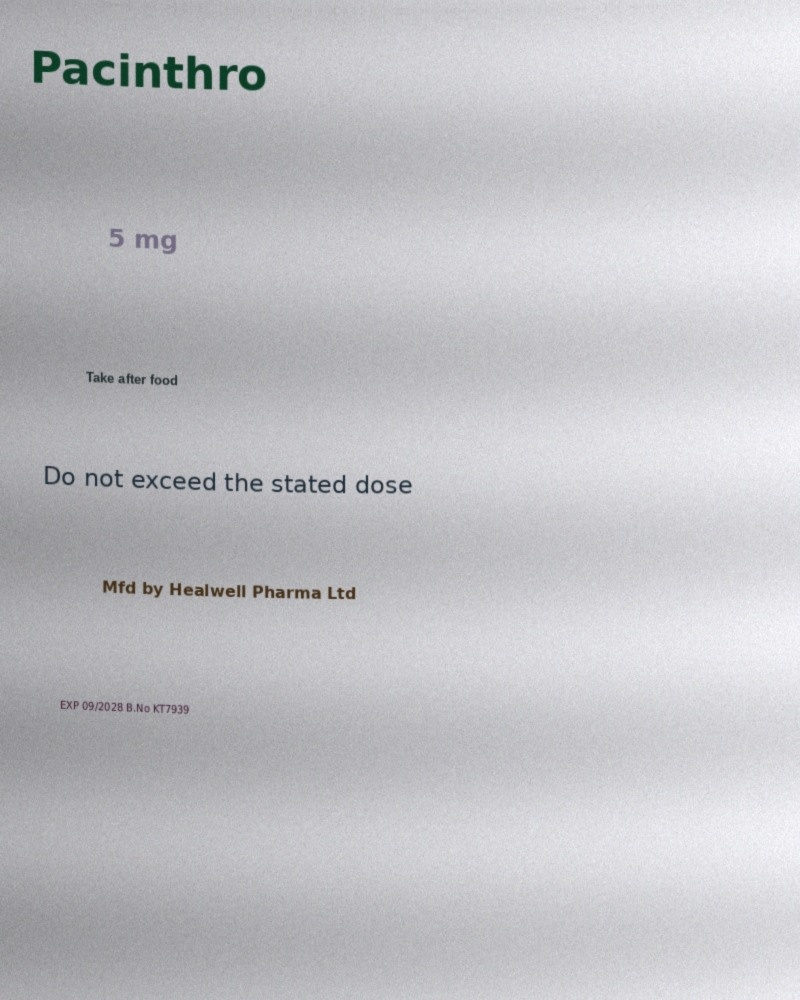 Pacinthro
5 mg
Take after food
Do not exceed the stated dose
Mfd by Healwell Pharma Ltd
EXP 09/2028 B.No KT7939